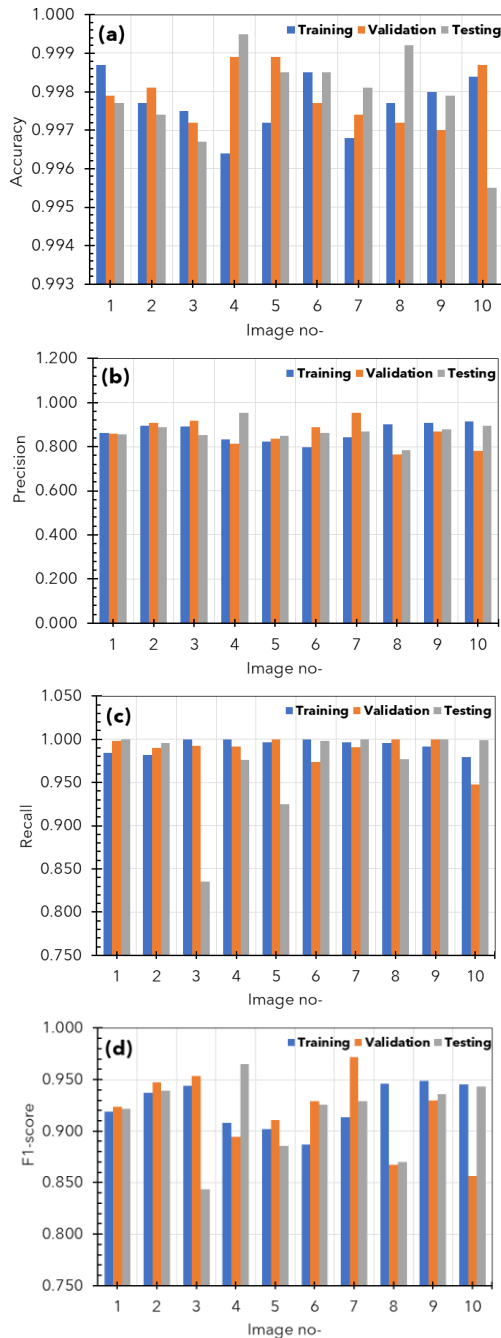 (a)
Training Validation Testing
1.000
0.999
0.998
0.997
0.996
0.995
0.994
0.993
Accuracy
1 2 3 4 5 6 7 8 9 10
Image no-
(b)
Training Validation Testing
1.200
1.000
0.800
0.600
0.400
0.200
0.000
Precision
1 2 3 4 5 6 7 8 9 10
Image no-
(c)
Training Validation Testing
1.050
1.000
0.950
0.900
0.850
0.800
0.750
Recall
1 2 3 4 5 6 7 8 9 10
Image no-
(d)
Training Validation Testing
1.000
0.950
0.900
0.850
0.800
0.750
F1-score
1 2 3 4 5 6 7 8 9 10
Image no-